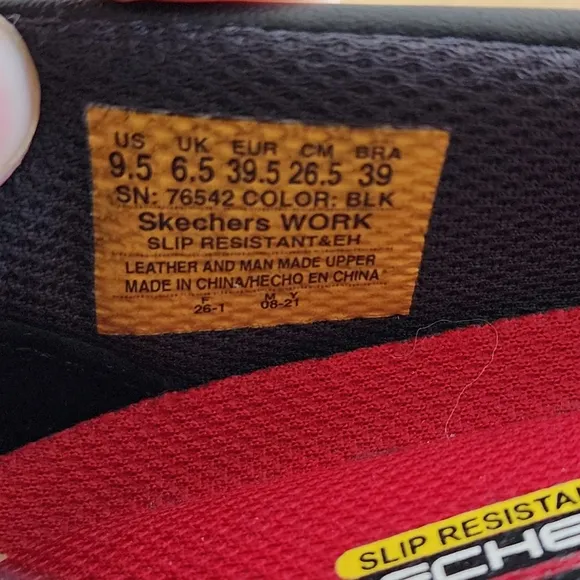 US UK EUR CM BRA
9.5 6.5 39.5 26.5 39
SN: 76542 COLOR: BLK
Skechers WORK
SLIP RESISTANT&EH
LEATHER AND MAN MADE UPPER
MADE IN CHINA/HECHO EN CHINA
F M Y
26-1 08-21
SLIP RESISTA
CHE